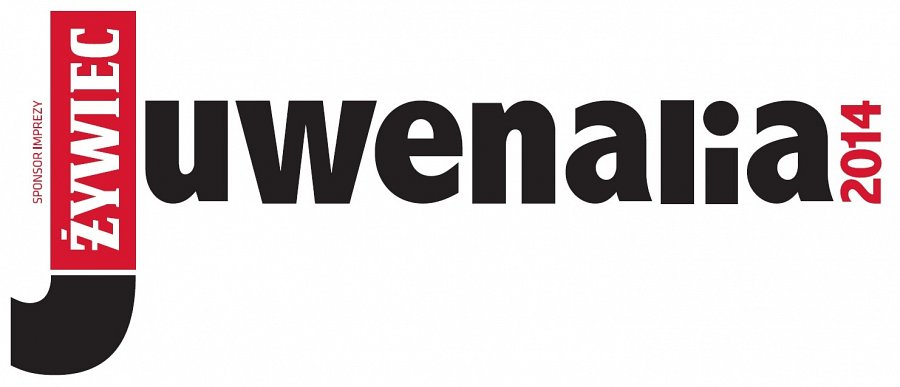 SPONSOR IMPREZY
ŻYWIEC
Juwenalia
2014